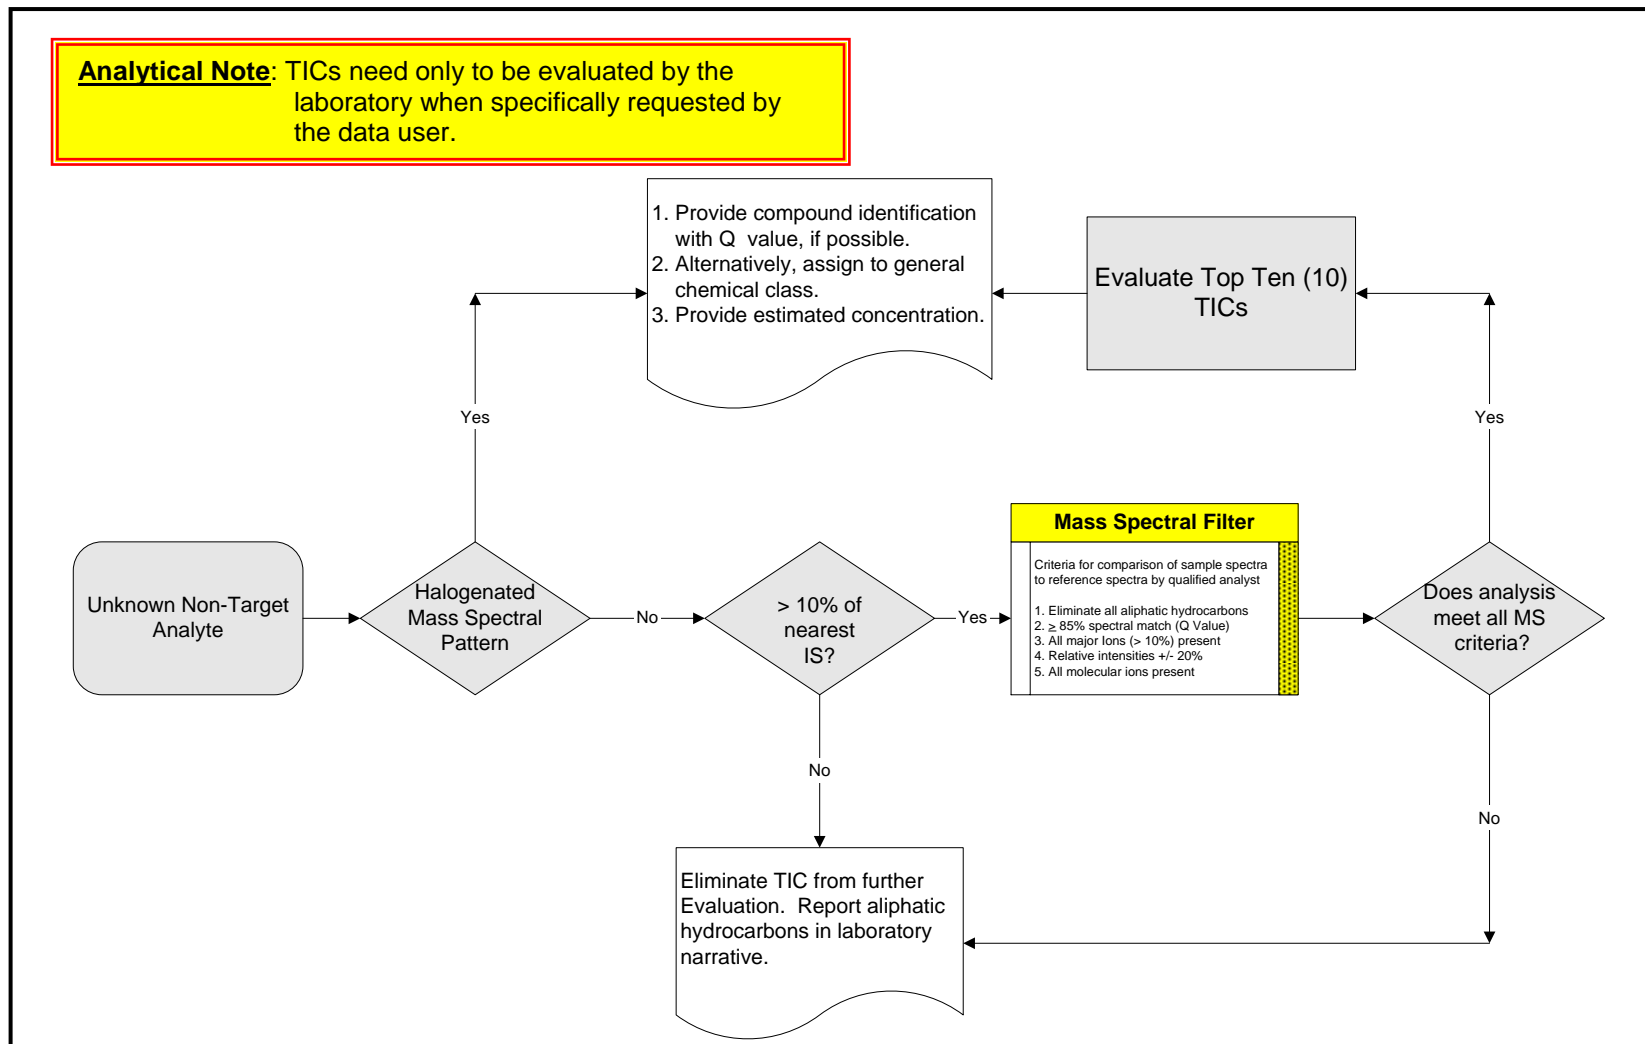 Analytical Note: TICs need only to be evaluated by the
laboratory when specifically requested by
the data user.
1. Provide compound identification
with Q value, if possible.
2. Alternatively, assign to general
chemical class.
3. Provide estimated concentration.
Evaluate Top Ten (10)
TICs
Yes
Yes
Unknown Non-Target
Analyte
Halogenated
Mass Spectral
Pattern
No
> 10% of
nearest
IS?
Yes
Mass Spectral Filter
Criteria for comparison of sample spectra
to reference spectra by qualified analyst
1. Eliminate all aliphatic hydrocarbons
2. ≥ 85% spectral match (Q Value)
3. All major Ions (> 10%) present
4. Relative intensities +/- 20%
5. All molecular ions present
Does analysis
meet all MS
criteria?
No
No
Eliminate TIC from further
Evaluation. Report aliphatic
hydrocarbons in laboratory
narrative.